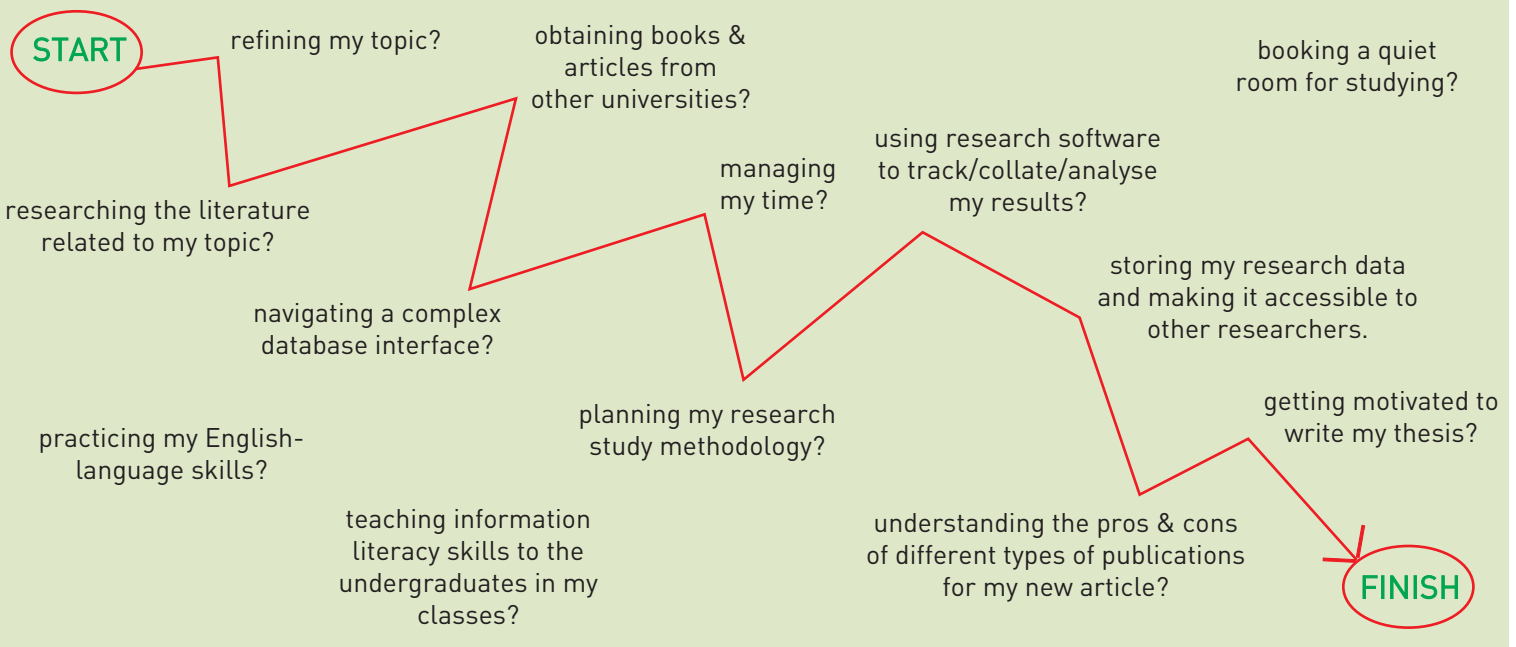 START
refining my topic?
obtaining books &
articles from
other universities?
booking a quiet
room for studying?
researching the literature
related to my topic?
managing
my time?
using research software
to track/collate/analyse
my results?
navigating a complex
database interface?
storing my research data
and making it accessible to
other researchers.
practicing my English-
language skills?
planning my research
study methodology?
getting motivated to
write my thesis?
teaching information
literacy skills to the
undergraduates in my
classes?
understanding the pros & cons
of different types of publications
for my new article?
FINISH